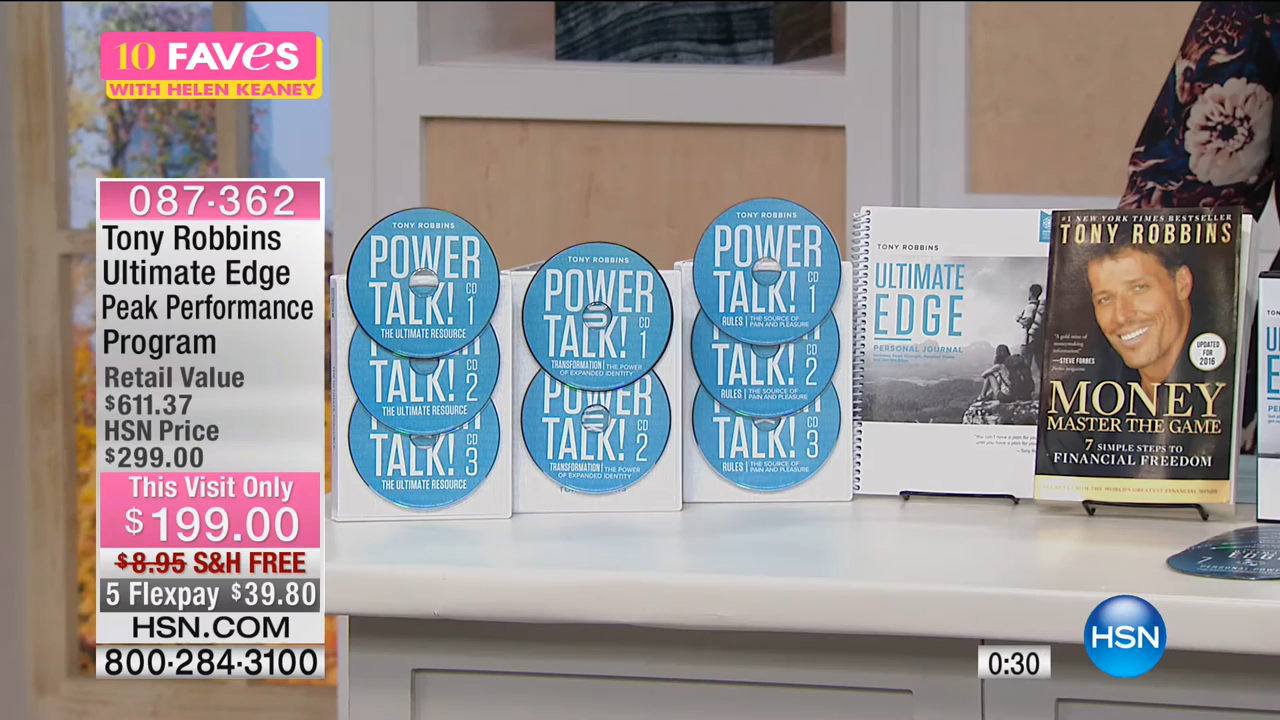 10 FAVES
WITH HELEN KEANEY
087·362
Tony Robbins
Ultimate Edge
Peak Performance
Program
Retail Value
$611.37
HSN Price
$299.00
This Visit Only
$199.00
$8.95 S&H FREE
5 Flexpay $39.80
HSN.COM
800·284·3100
TONY ROBBINS
POWER
TALK! CD 1
THE ULTIMATE RESOURCE
TALK! 2
THE ULTIMATE RESOURCE
TALK! CD 3
THE ULTIMATE RESOURCE
TONY ROBBINS
POWER
TALK! CD 1
TRANSFORMATION | THE POWER
OF EXPANDED IDENTITY
POWER
TALK! CD 2
TRANSFORMATION | THE POWER
OF EXPANDED IDENTITY
TONY ROBBINS
POWER
TALK! CD 1
RULES | THE SOURCE OF
PAIN AND PLEASURE
TALK! 2
RULES | THE SOURCE OF
PAIN AND PLEASURE
TALK! CD 3
RULES | THE SOURCE OF
PAIN AND PLEASURE
TONY ROBBINS
ULTIMATE
EDGE
PERSONAL JOURNAL
#1 NEW YORK TIMES BESTSELLER
TONY ROBBINS
"A gold mine of
moneymaking
information!"
—STEVE FORBES
UPDATED
FOR
2016
MONEY
MASTER THE GAME
7 SIMPLE STEPS TO
FINANCIAL FREEDOM
0:30
HSN